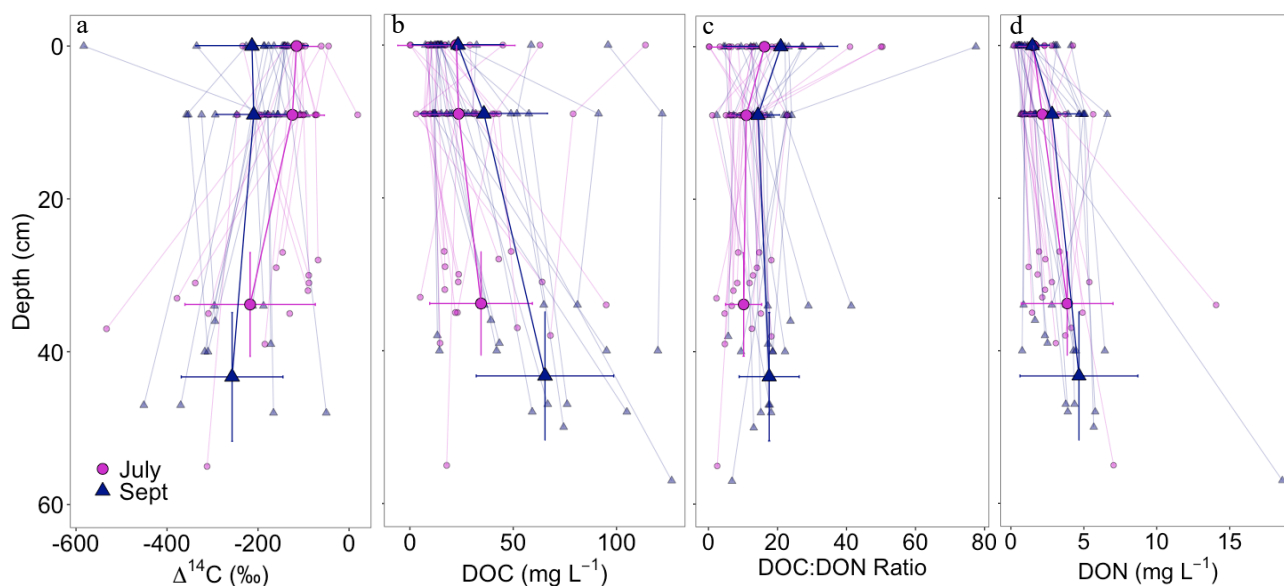 a b c d
0
20
40
60
Depth (cm)
July
Sept
-600 -400 -200 0
0 50 100
0 20 40 60 80
0 5 10 15
Δ¹⁴C (‰) DOC (mg L⁻¹) DOC:DON Ratio DON (mg L⁻¹)